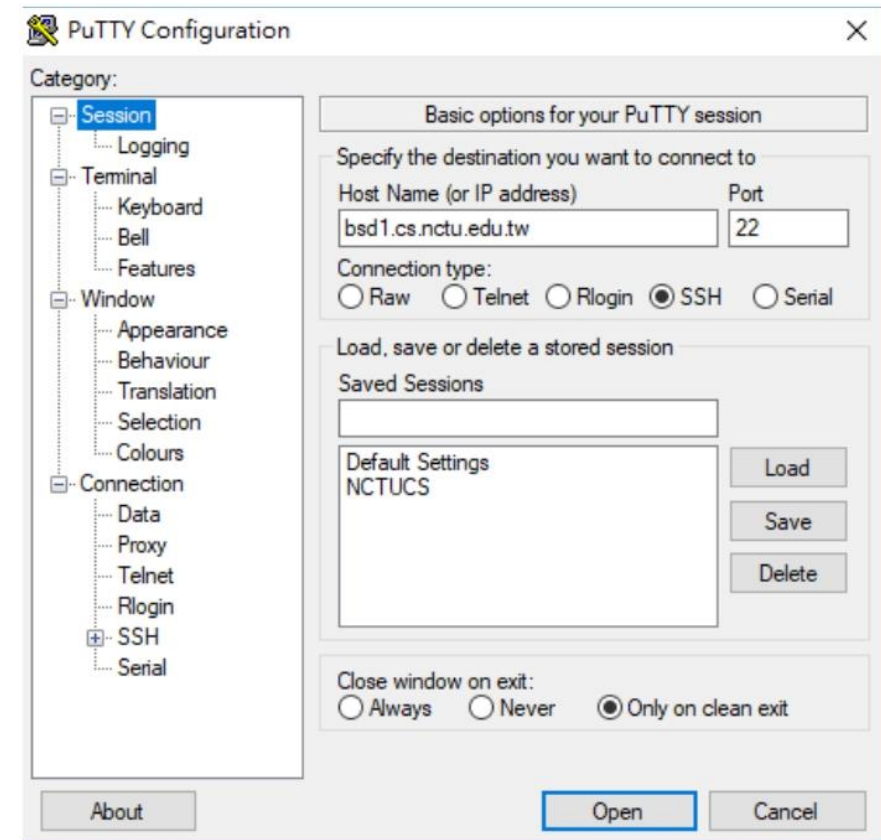 PuTTY Configuration
Category:
Session
Logging
Terminal
Keyboard
Bell
Features
Window
Appearance
Behaviour
Translation
Selection
Colours
Connection
Data
Proxy
Telnet
Rlogin
SSH
Serial
Basic options for your PuTTY session
Specify the destination you want to connect to
Host Name (or IP address) Port
bsd1.cs.nctu.edu.tw 22
Connection type:
Raw Telnet Rlogin SSH Serial
Load, save or delete a stored session
Saved Sessions
Default Settings
NCTUCS
Load
Save
Delete
Close window on exit:
Always Never Only on clean exit
About Open Cancel